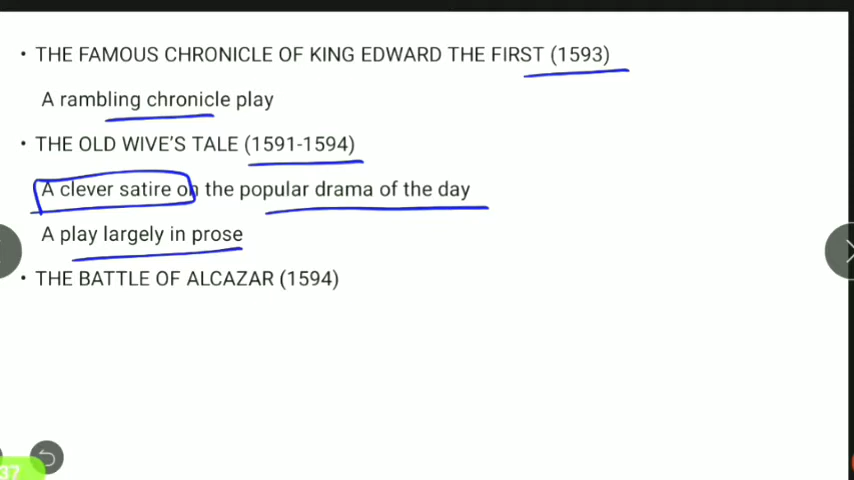 • THE FAMOUS CHRONICLE OF KING EDWARD THE FIRST (1593)
A rambling chronicle play
• THE OLD WIVE'S TALE (1591-1594)
A clever satire on the popular drama of the day
A play largely in prose
• THE BATTLE OF ALCAZAR (1594)
37